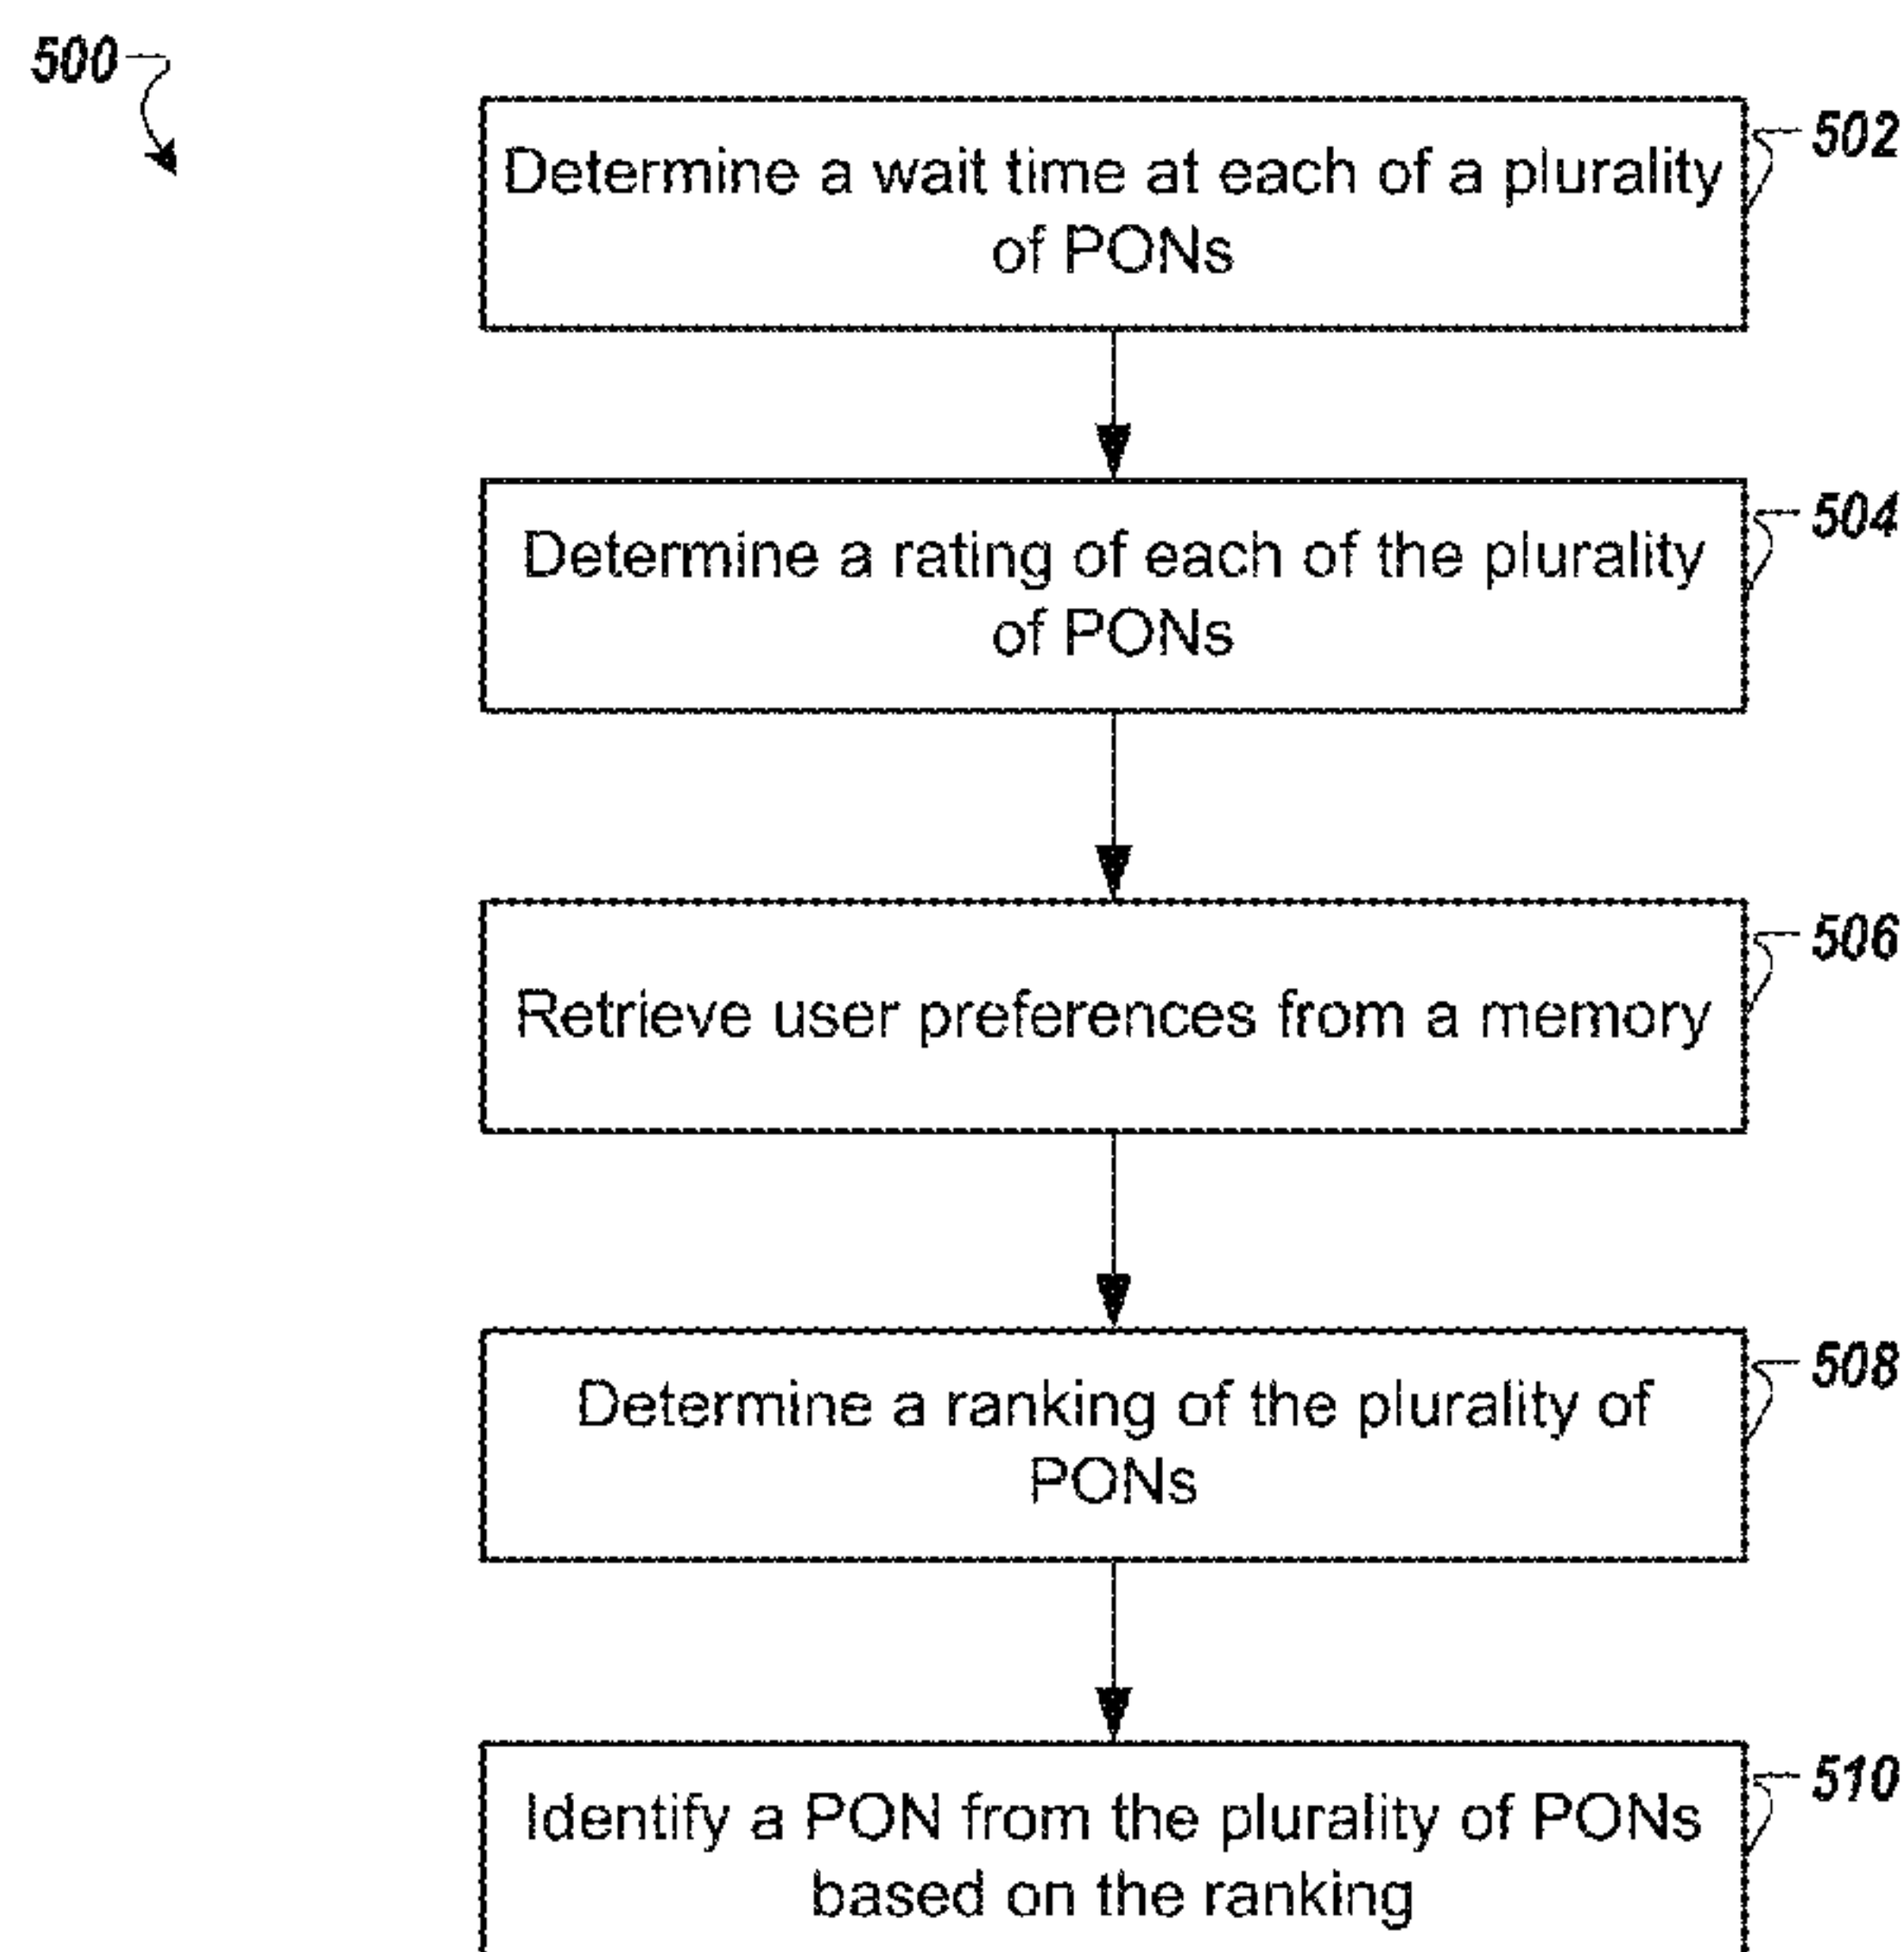 500
502
Determine a wait time at each of a plurality
of PONs
504
Determine a rating of each of the plurality
of PONs
506
Retrieve user preferences from a memory
508
Determine a ranking of the plurality of
PONs
510
Identify a PON from the plurality of PONs
based on the ranking